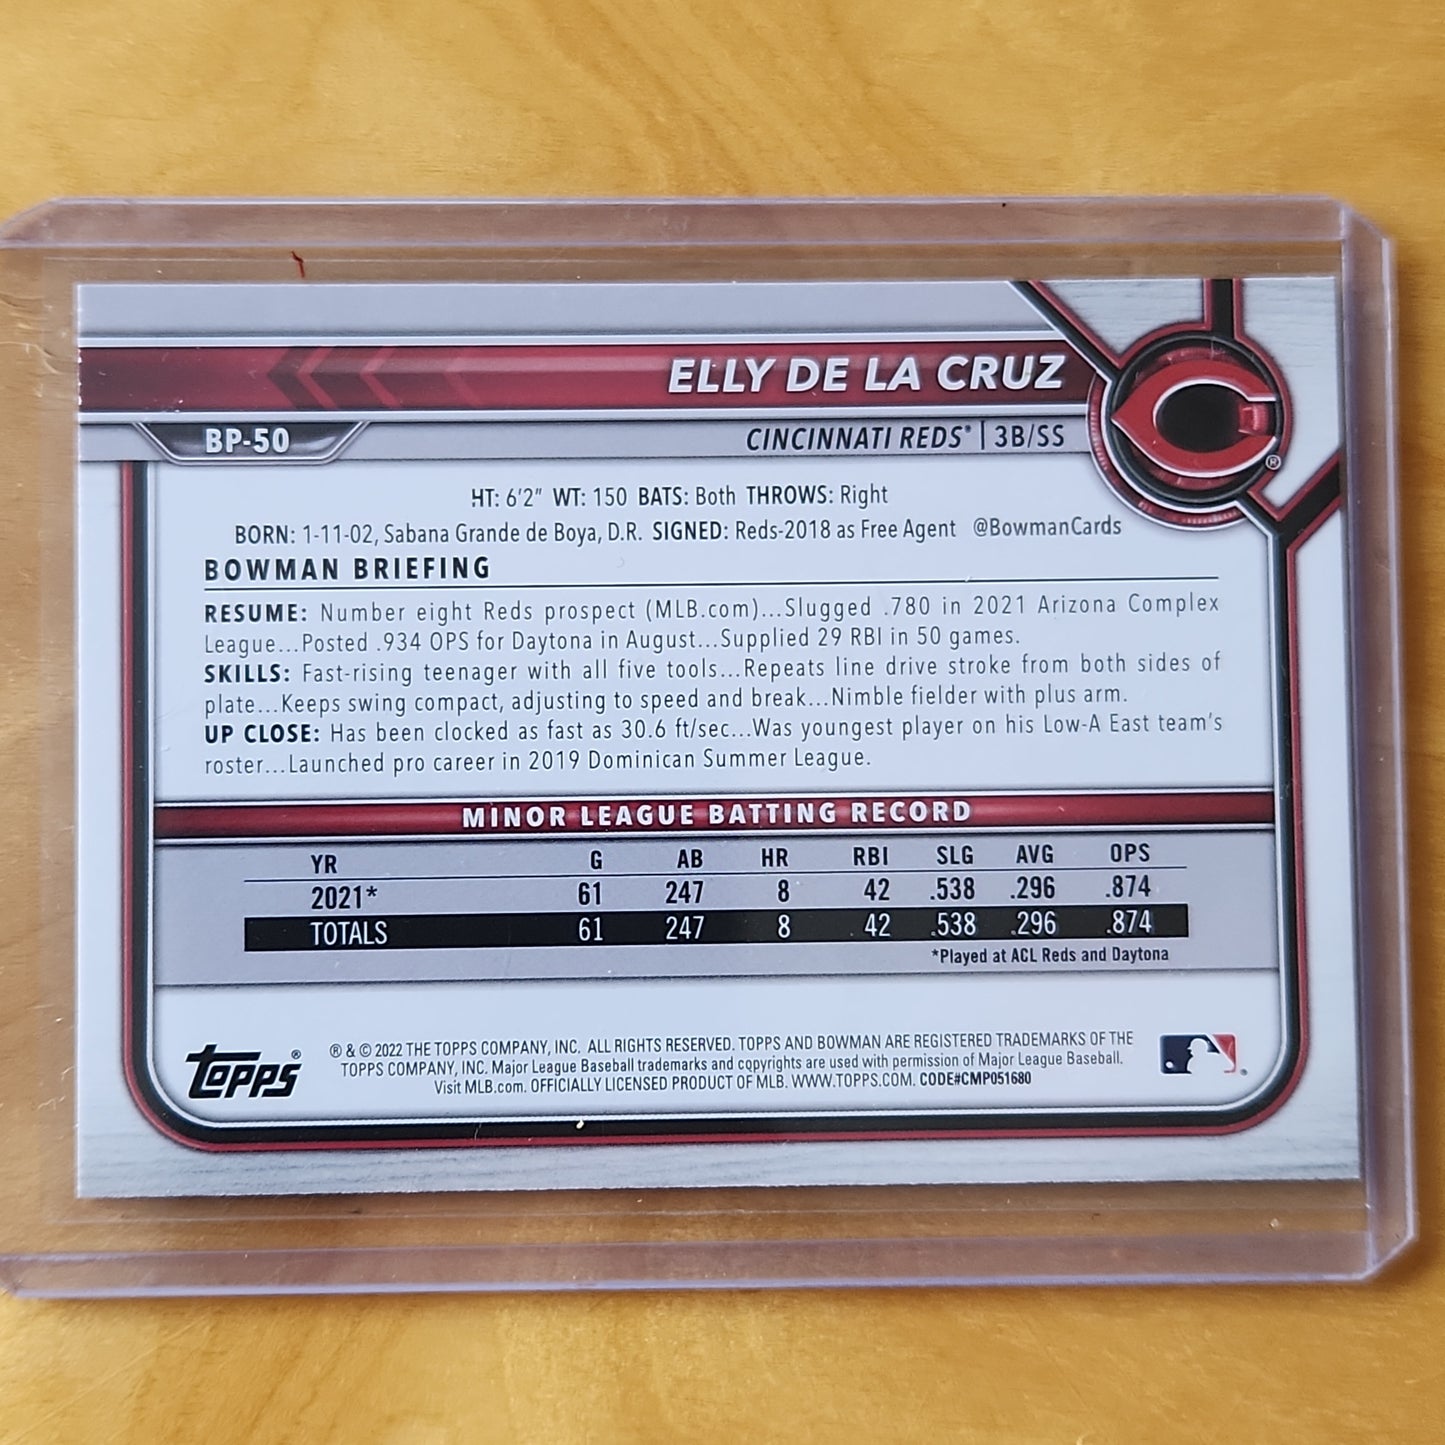 ELLY DE LA CRUZ
BP-50
CINCINNATI REDS® | 3B/SS
C
®
HT: 6'2" WT: 150 BATS: Both THROWS: Right
BORN: 1-11-02, Sabana Grande de Boya, D.R. SIGNED: Reds-2018 as Free Agent @BowmanCards
BOWMAN BRIEFING
RESUME: Number eight Reds prospect (MLB.com)...Slugged .780 in 2021 Arizona Complex
League...Posted .934 OPS for Daytona in August...Supplied 29 RBI in 50 games.
SKILLS: Fast-rising teenager with all five tools...Repeats line drive stroke from both sides of
plate...Keeps swing compact, adjusting to speed and break...Nimble fielder with plus arm.
UP CLOSE: Has been clocked as fast as 30.6 ft/sec...Was youngest player on his Low-A East team's
roster...Launched pro career in 2019 Dominican Summer League.
MINOR LEAGUE BATTING RECORD
YR G AB HR RBI SLG AVG OPS
2021* 61 247 8 42 .538 .296 .874
TOTALS 61 247 8 42 .538 .296 .874
*Played at ACL Reds and Daytona
Topps®
® & © 2022 THE TOPPS COMPANY, INC. ALL RIGHTS RESERVED. TOPPS AND BOWMAN ARE REGISTERED TRADEMARKS OF THE
TOPPS COMPANY, INC. Major League Baseball trademarks and copyrights are used with permission of Major League Baseball.
Visit MLB.com. OFFICIALLY LICENSED PRODUCT OF MLB. WWW.TOPPS.COM. CODE#CMP051680